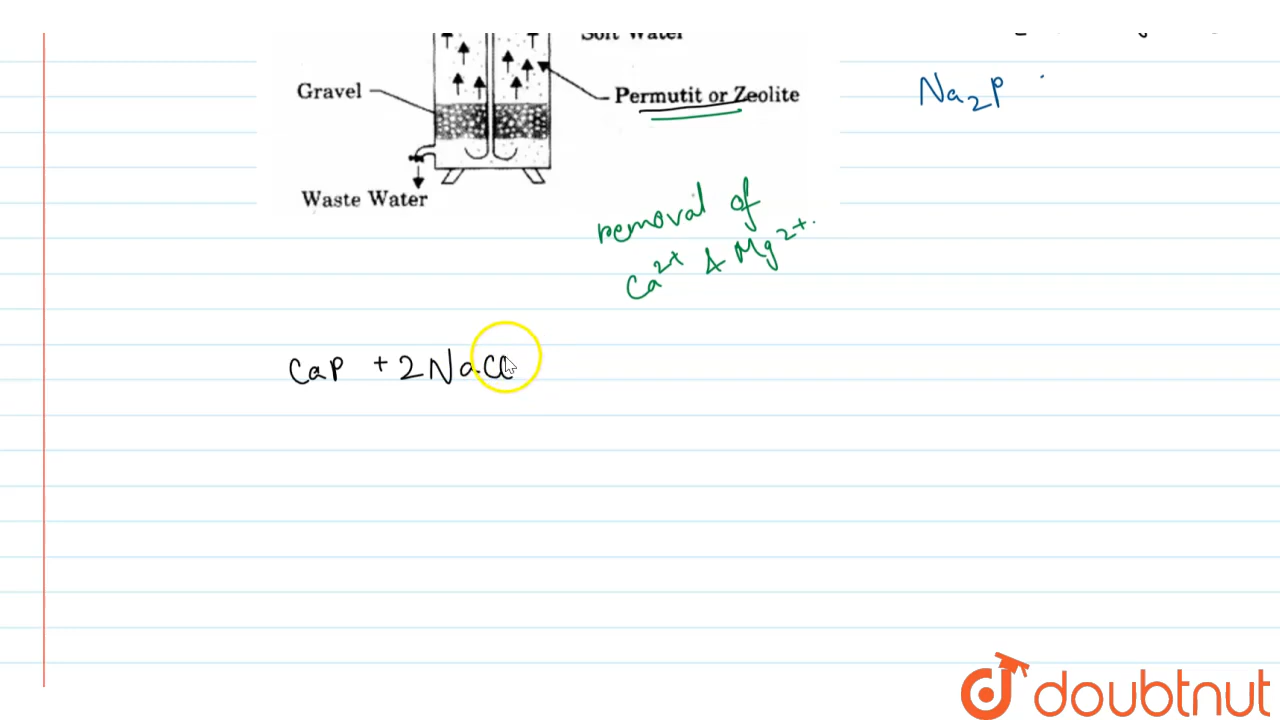 Soft Water
Gravel
Permutit or Zeolite
Na2P
Waste Water
removal of
Ca2+ & Mg2+.
CaP + 2NaCl
doubtnut